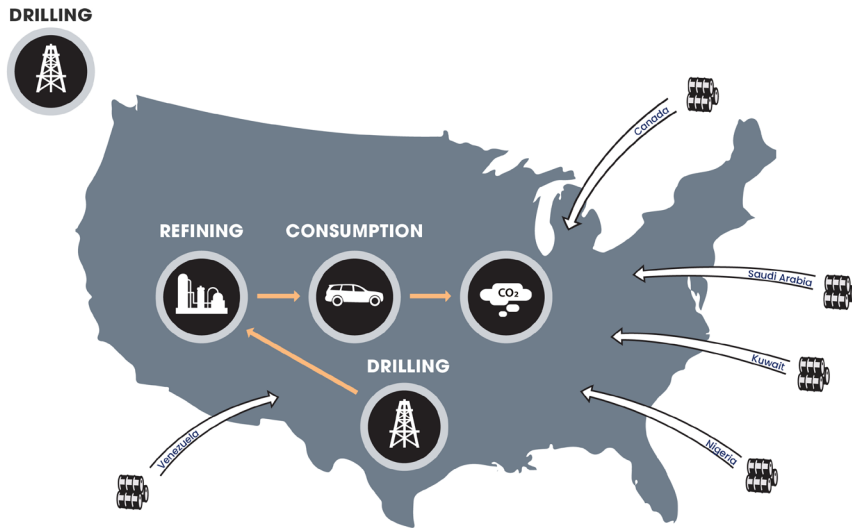 DRILLING
Canada
REFINING
CONSUMPTION
Saudi Arabia
CO₂
Kuwait
DRILLING
Venezuela
Nigeria